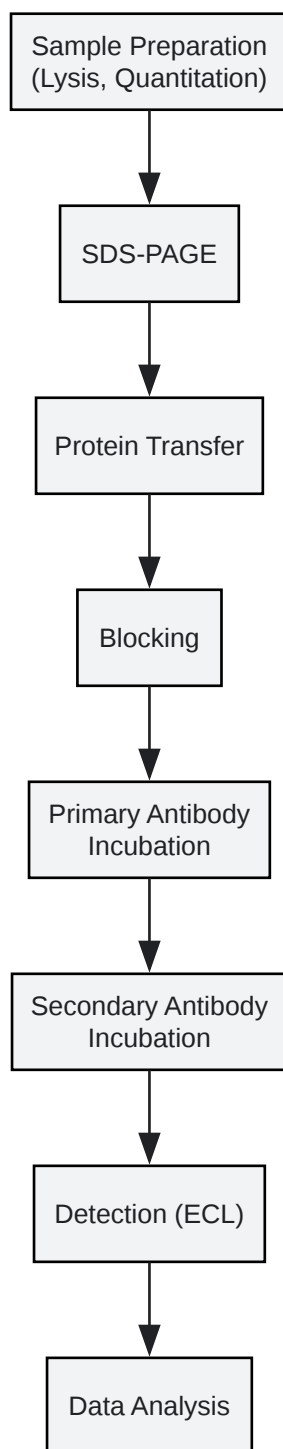 Sample Preparation
(Lysis, Quantitation)
SDS-PAGE
Protein Transfer
Blocking
Primary Antibody
Incubation
Secondary Antibody
Incubation
Detection (ECL)
Data Analysis